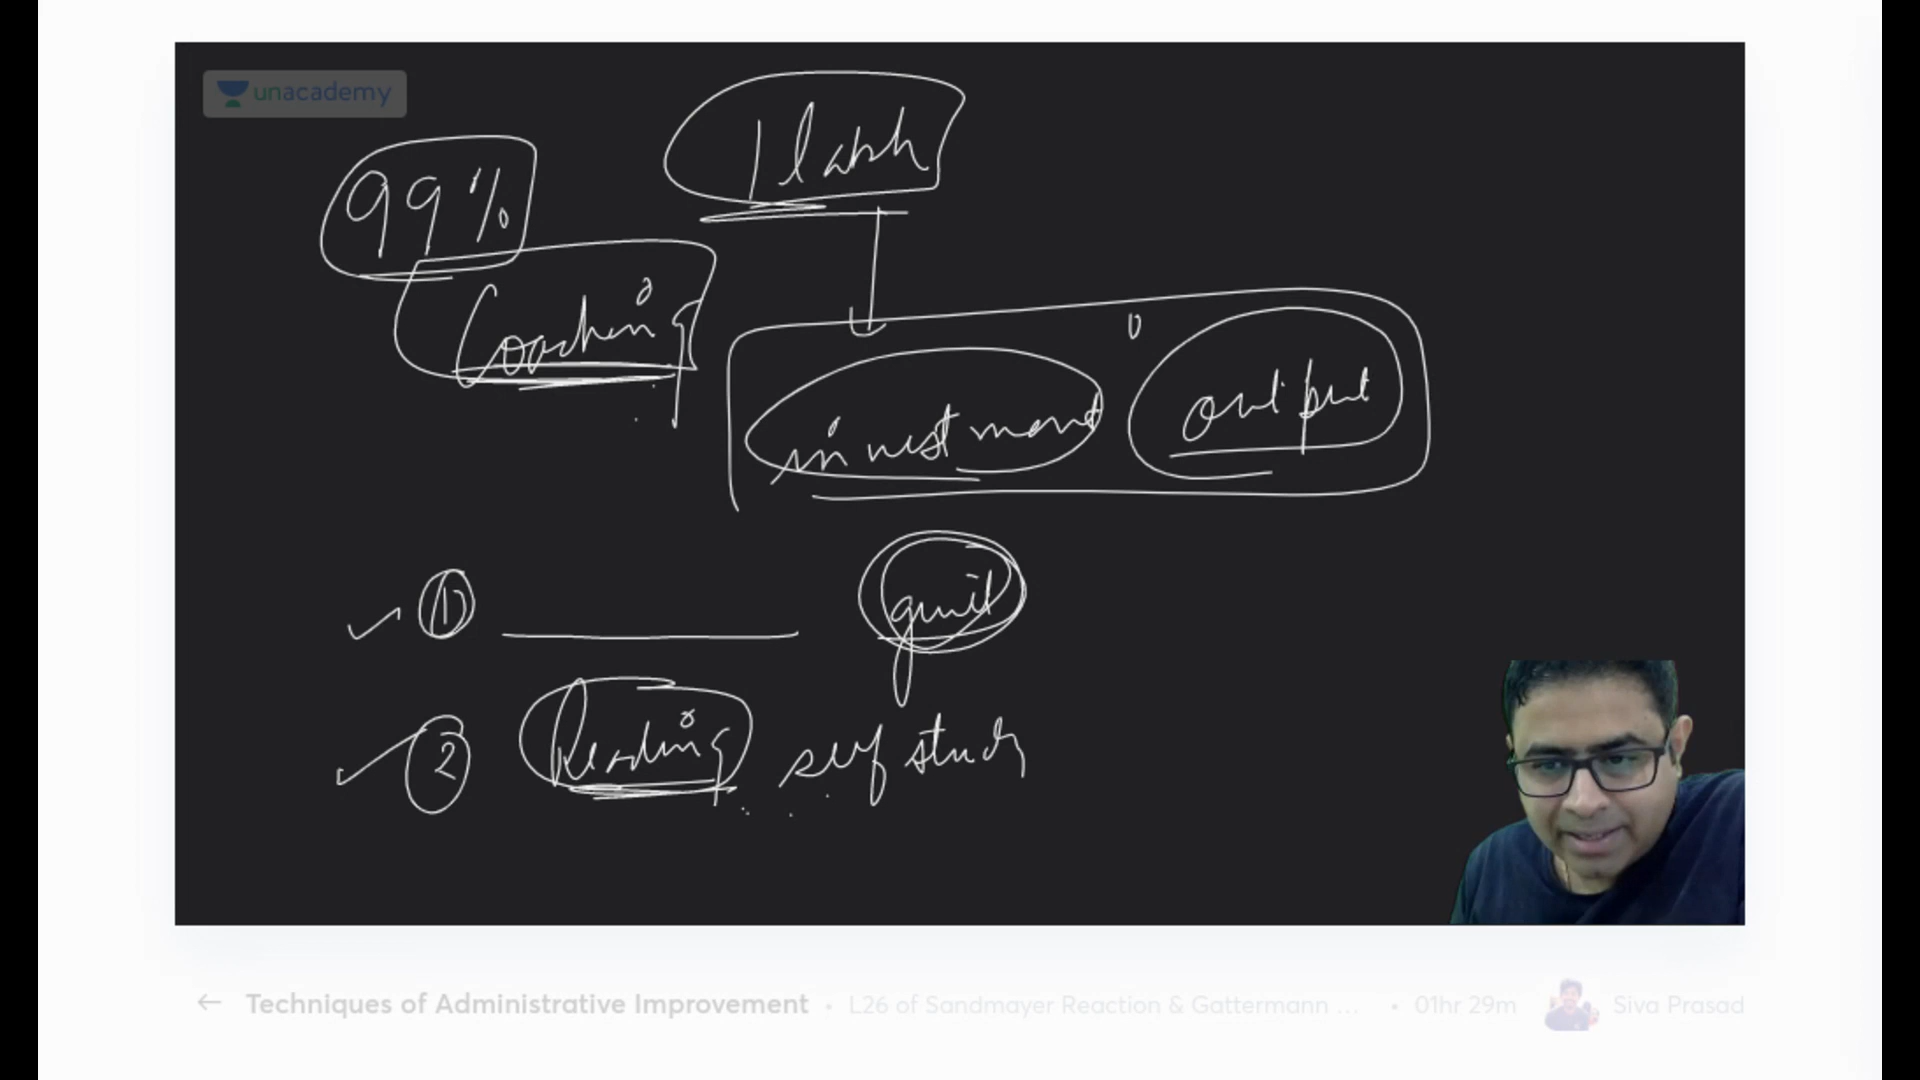 unacademy
1 lakh
99%
Coaching
investment output
① quit
② Reading self study
← Techniques of Administrative Improvement • L26 of Sandmayer Reaction & Gattermann ... • 01hr 29m Siva Prasad